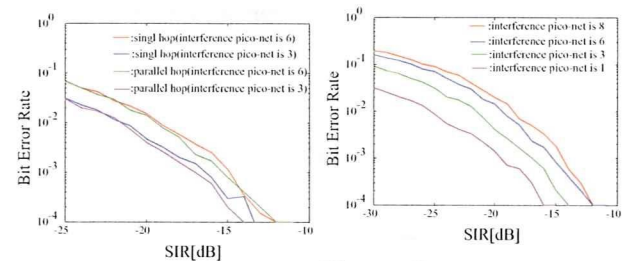 10^0
10^-1
10^-2
10^-3
10^-4
Bit Error Rate
-25
-20
-15
-10
SIR[dB]
:singl hop(interference pico-net is 6)
:singl hop(interference pico-net is 3)
:parallel hop(interference pico-net is 6)
:parallel hop(interference pico-net is 3)
10^0
10^-1
10^-2
10^-3
10^-4
Bit Error Rate
-30
-25
-20
-15
-10
SIR[dB]
:interference pico-net is 8
:interference pico-net is 6
:interference pico-net is 3
:interference pico-net is 1